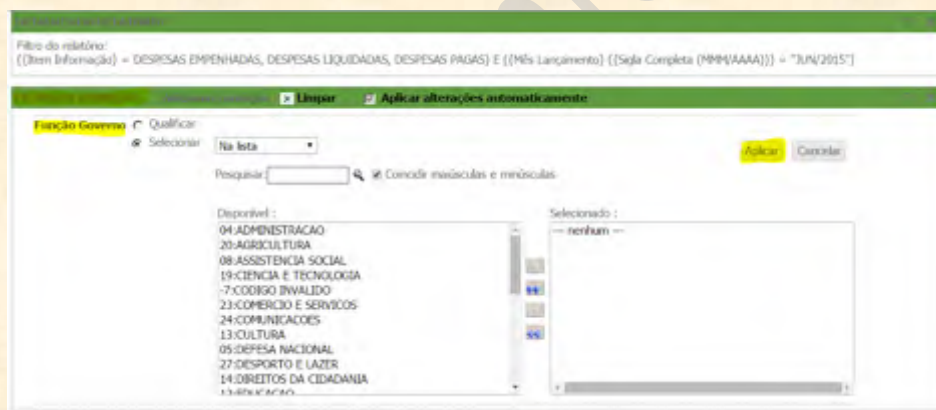 Filtro do relatório:
({Item Informação} = DESPESAS EMPENHADAS, DESPESAS LIQUIDADAS, DESPESAS PAGAS) E ({Mês Lançamento} ({Sigla Completa (MMM/AAAA)}) = "JUN/2015")
Limpar Aplicar alterações automaticamente
Função Governo Qualificar
Selecionar Na lista
Aplicar Cancelar
Pesquisar: Coincidir maiúsculas e minúsculas
Disponível : Selecionado :
04:ADMINISTRACAO --- nenhum ---
20:AGRICULTURA
08:ASSISTENCIA SOCIAL
19:CIENCIA E TECNOLOGIA
-7:CODIGO INVALIDO
23:COMERCIO E SERVICOS
24:COMUNICACOES
13:CULTURA
05:DEFESA NACIONAL
27:DESPORTO E LAZER
14:DIREITOS DA CIDADANIA
12:EDUCACAO